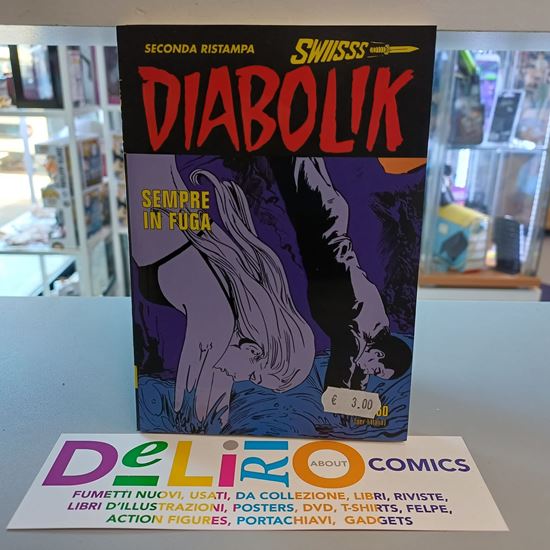 SECONDA RISTAMPA
SWIISSS
DIABOLIK
SEMPRE
IN FUGA
€ 3.00
DeLiRiO ABOUT COMICS
FUMETTI NUOVI, USATI, DA COLLEZIONE, LIBRI, RIVISTE,
LIBRI D'ILLUSTRAZIONI, POSTERS, DVD, T-SHIRTS, FELPE,
ACTION FIGURES, PORTACHIAVI, GADGETS